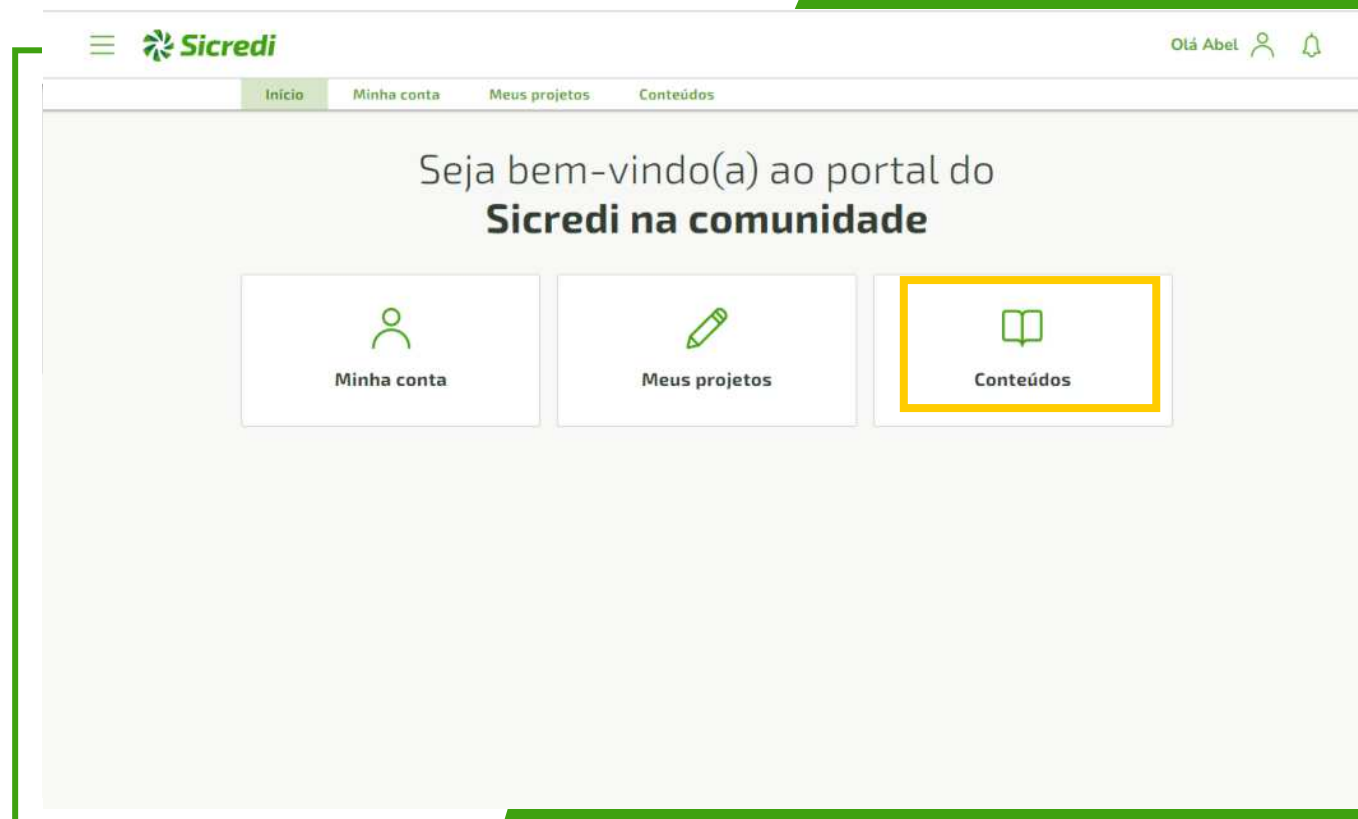 Sicredi
Olá Abel
Início Minha conta Meus projetos Conteúdos
Seja bem-vindo(a) ao portal do
Sicredi na comunidade
Minha conta Meus projetos Conteúdos